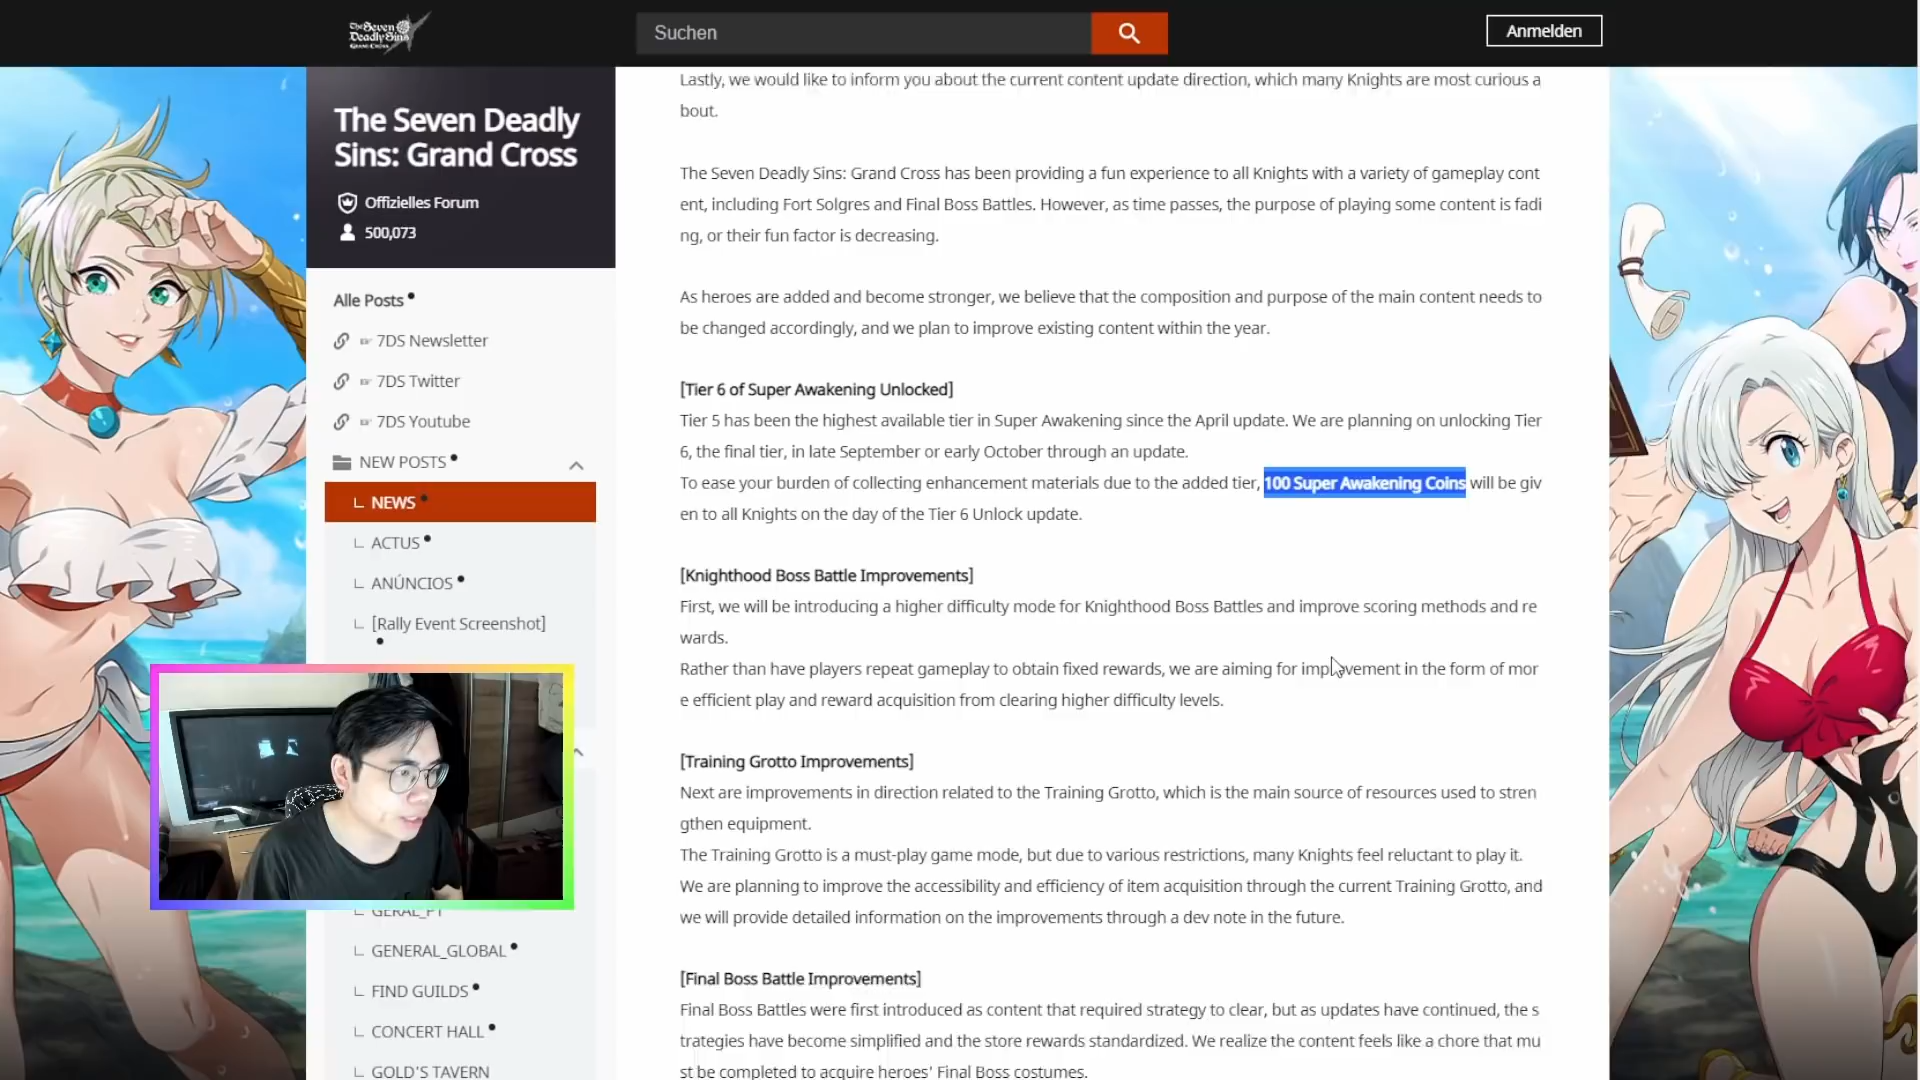 The Seven
Deadly Sins
GRAND CROSS
Suchen
Anmelden
The Seven Deadly
Sins: Grand Cross
Offizielles Forum
500,073
Alle Posts
7DS Newsletter
7DS Twitter
7DS Youtube
NEW POSTS
NEWS
ACTUS
ANÚNCIOS
[Rally Event Screenshot]
GERAL_PT
GENERAL_GLOBAL
FIND GUILDS
CONCERT HALL
GOLD'S TAVERN
Lastly, we would like to inform you about the current content update direction, which many Knights are most curious a
bout.
The Seven Deadly Sins: Grand Cross has been providing a fun experience to all Knights with a variety of gameplay cont
ent, including Fort Solgres and Final Boss Battles. However, as time passes, the purpose of playing some content is fadi
ng, or their fun factor is decreasing.
As heroes are added and become stronger, we believe that the composition and purpose of the main content needs to
be changed accordingly, and we plan to improve existing content within the year.
[Tier 6 of Super Awakening Unlocked]
Tier 5 has been the highest available tier in Super Awakening since the April update. We are planning on unlocking Tier
6, the final tier, in late September or early October through an update.
To ease your burden of collecting enhancement materials due to the added tier, 100 Super Awakening Coins will be giv
en to all Knights on the day of the Tier 6 Unlock update.
[Knighthood Boss Battle Improvements]
First, we will be introducing a higher difficulty mode for Knighthood Boss Battles and improve scoring methods and re
wards.
Rather than have players repeat gameplay to obtain fixed rewards, we are aiming for improvement in the form of mor
e efficient play and reward acquisition from clearing higher difficulty levels.
[Training Grotto Improvements]
Next are improvements in direction related to the Training Grotto, which is the main source of resources used to stren
gthen equipment.
The Training Grotto is a must-play game mode, but due to various restrictions, many Knights feel reluctant to play it.
We are planning to improve the accessibility and efficiency of item acquisition through the current Training Grotto, and
we will provide detailed information on the improvements through a dev note in the future.
[Final Boss Battle Improvements]
Final Boss Battles were first introduced as content that required strategy to clear, but as updates have continued, the s
trategies have become simplified and the store rewards standardized. We realize the content feels like a chore that mu
st be completed to acquire heroes' Final Boss costumes.